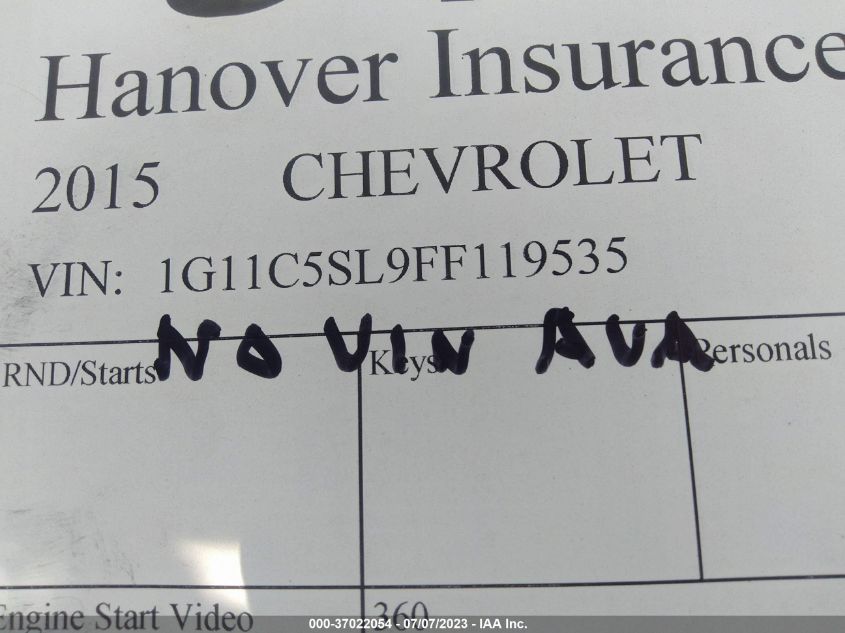 Hanover Insurance
2015 CHEVROLET
VIN: 1G11C5SL9FF119535
NO VIN AVA
RND/Starts Keys Personals
Engine Start Video 360
000-37022054 - 07/07/2023 - IAA Inc.